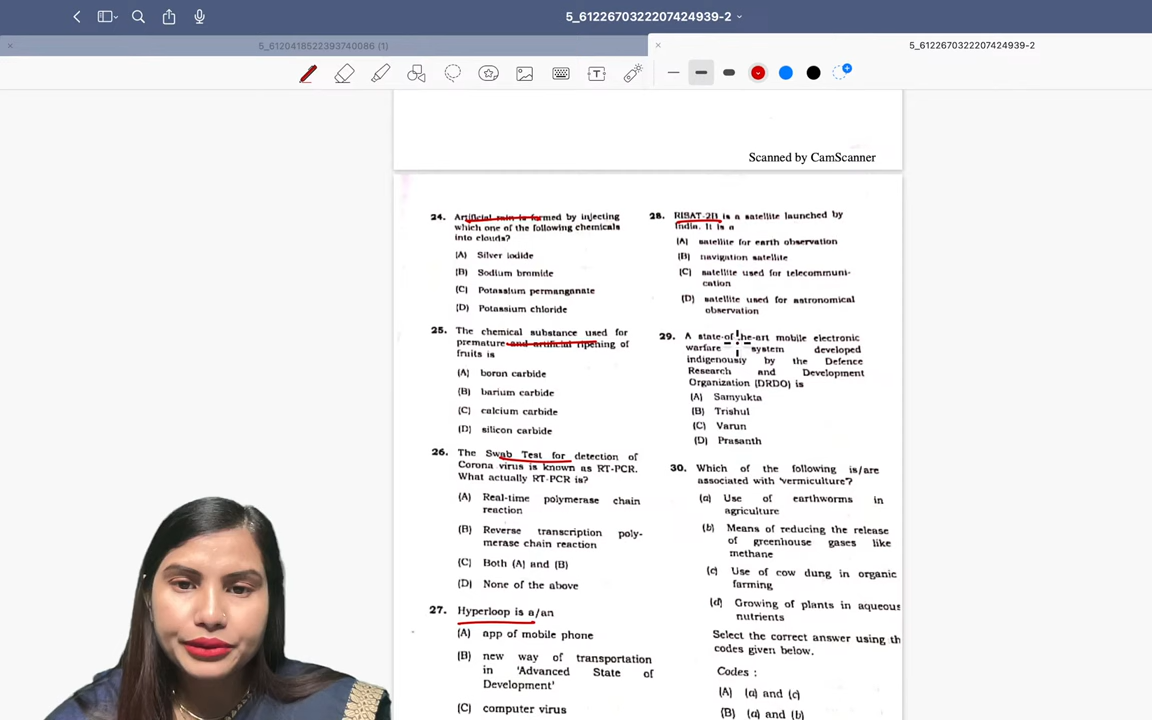 5_6122670322207424939-2
5_6120418522393740086 (1)
5_6122670322207424939-2
Scanned by CamScanner
24. Artificial rain is formed by injecting
which one of the following chemicals
into clouds?
(A) Silver iodide
(B) Sodium bromide
(C) Potassium permanganate
(D) Potassium chloride
25. The chemical substance used for
premature and artificial ripening of
fruits is
(A) boron carbide
(B) barium carbide
(C) calcium carbide
(D) silicon carbide
26. The Swab Test for detection of
Corona virus is known as RT-PCR.
What actually RT-PCR is?
(A) Real-time polymerase chain
reaction
(B) Reverse transcription poly-
merase chain reaction
(C) Both (A) and (B)
(D) None of the above
27. Hyperloop is a/an
(A) app of mobile phone
(B) new way of transportation
in 'Advanced State of
Development'
(C) computer virus
28. RISAT-2B is a satellite launched by
India. It is a
(A) satellite for earth observation
(B) navigation satellite
(C) satellite used for telecommuni-
cation
(D) satellite used for astronomical
observation
29. A state-of-the-art mobile electronic
warfare system developed
indigenously by the Defence
Research and Development
Organization (DRDO) is
(A) Samyukta
(B) Trishul
(C) Varun
(D) Prasanth
30. Which of the following is/are
associated with 'vermiculture'?
(a) Use of earthworms in
agriculture
(b) Means of reducing the release
of greenhouse gases like
methane
(c) Use of cow dung in organic
farming
(d) Growing of plants in aqueous
nutrients
Select the correct answer using th
codes given below.
Codes :
(A) (a) and (c)
(B) (a) and (b)